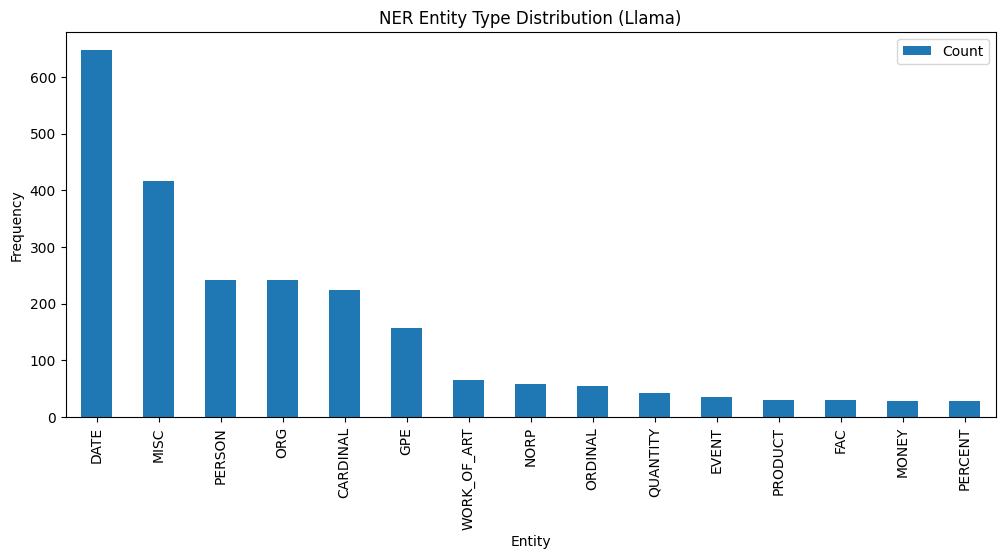 NER Entity Type Distribution (Llama)
Count
Frequency
600
500
400
300
200
100
0
DATE
MISC
PERSON
ORG
CARDINAL
GPE
WORK_OF_ART
NORP
ORDINAL
QUANTITY
EVENT
PRODUCT
FAC
MONEY
PERCENT
Entity